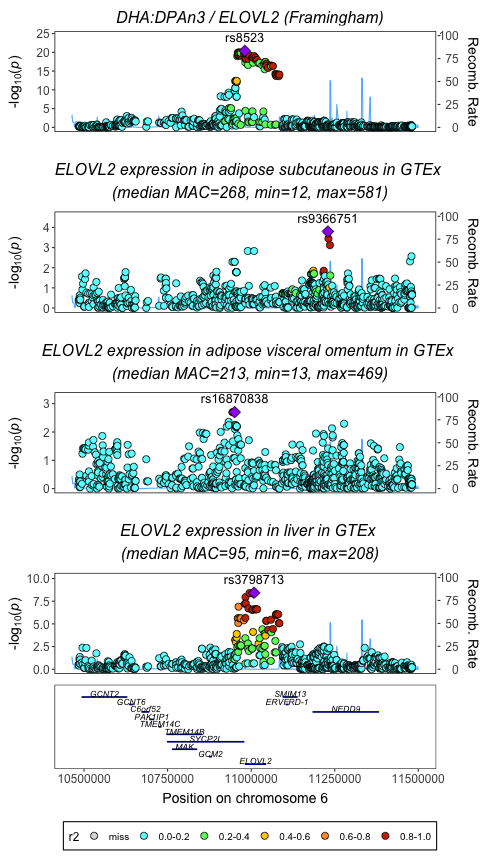 DHA:DPAn3 / ELOVL2 (Framingham)
rs8523
25
20
15
10
5
0
-log10(p)
100
75
50
25
0
Recomb. Rate
ELOVL2 expression in adipose subcutaneous in GTEx
(median MAC=268, min=12, max=581)
rs9366751
4
3
2
1
0
-log10(p)
100
75
50
25
0
Recomb. Rate
ELOVL2 expression in adipose visceral omentum in GTEx
(median MAC=213, min=13, max=469)
rs16870838
3
2
1
0
-log10(p)
100
75
50
25
0
Recomb. Rate
ELOVL2 expression in liver in GTEx
(median MAC=95, min=6, max=208)
rs3798713
10.0
7.5
5.0
2.5
0.0
-log10(p)
100
75
50
25
0
Recomb. Rate
GCNT2
SMIM13
GCNT6
ERVERD-1
C6orf52
NEDD9
PAK1IP1
TMEM14C
TMEM14B
SYCP2L
MAK
GCM2
ELOVL2
10500000 10750000 11000000 11250000 11500000
Position on chromosome 6
r2 miss 0.0-0.2 0.2-0.4 0.4-0.6 0.6-0.8 0.8-1.0